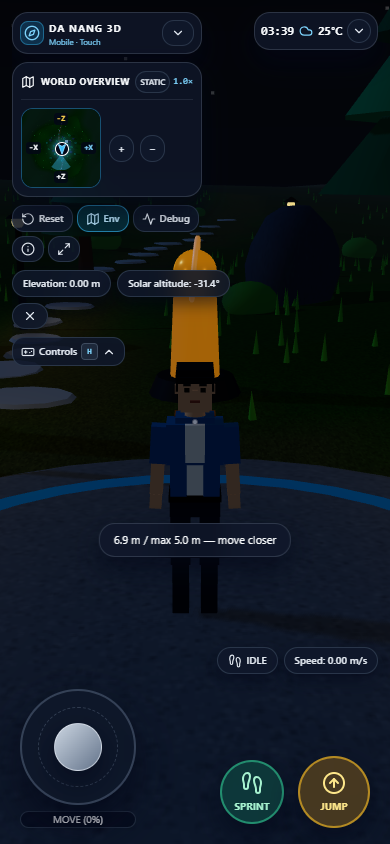 DA NANG 3D
Mobile · Touch
03:39 25°C
WORLD OVERVIEW STATIC 1.0×
-Z
-X +X
+Z
+ −
Reset Env Debug
Elevation: 0.00 m Solar altitude: -31.4°
Controls H
6.9 m / max 5.0 m — move closer
IDLE Speed: 0.00 m/s
SPRINT JUMP
MOVE (0%)